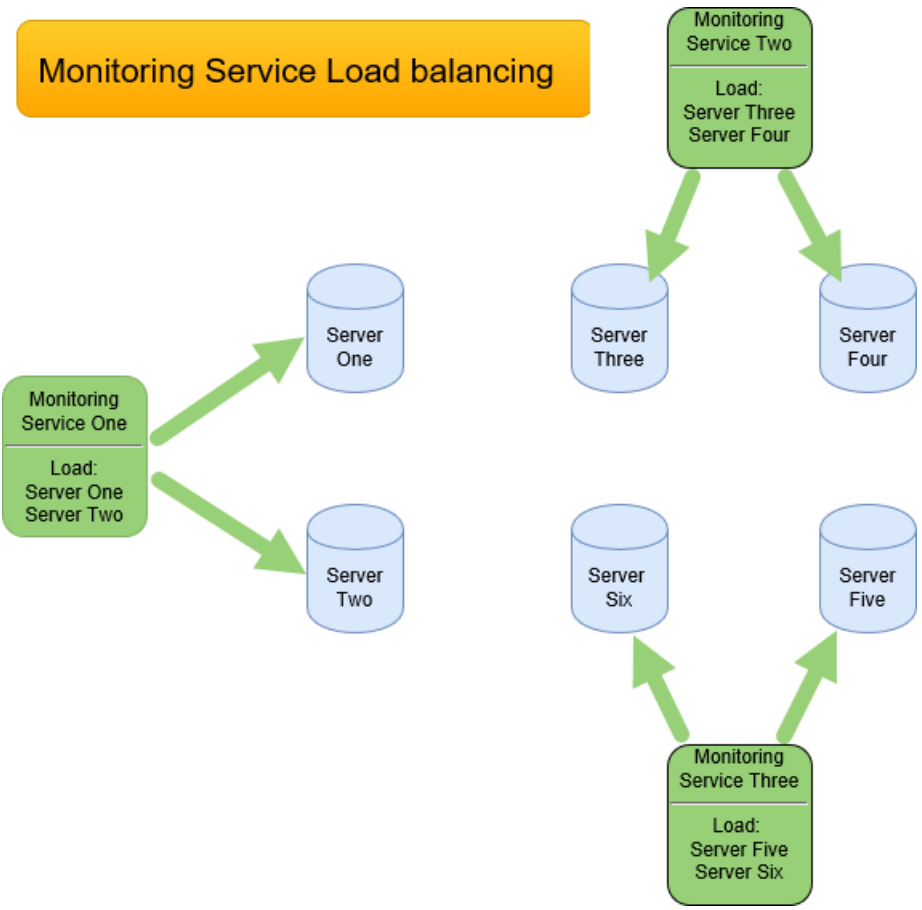 Monitoring Service Load balancing
Monitoring
Service Two
Load:
Server Three
Server Four
Server
One
Server
Three
Server
Four
Monitoring
Service One
Load:
Server One
Server Two
Server
Two
Server
Six
Server
Five
Monitoring
Service Three
Load:
Server Five
Server Six